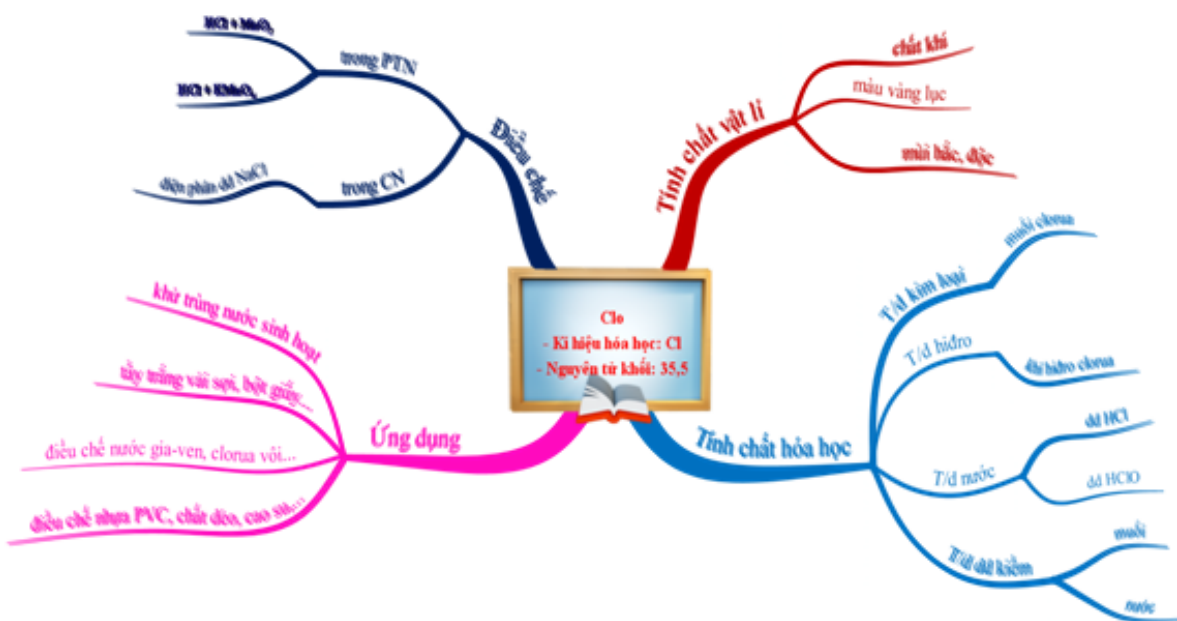 Clo
- Kí hiệu hóa học: Cl
- Nguyên tử khối: 35,5
Tính chất vật lí
chất khí
màu vàng lục
mùi hắc, độc
Tính chất hóa học
T/d kim loại
muối clorua
T/d hiđro
khí hiđro clorua
T/d nước
dd HCl
dd HClO
T/d dd kiềm
muối
nước
Ứng dụng
khử trùng nước sinh hoạt
tẩy trắng vải sợi, bột giấy...
điều chế nước gia-ven, clorua vôi...
điều chế nhựa PVC, chất dẻo, cao su...
Điều chế
trong PTN
HCl + MnO₂
HCl + KMnO₄
trong CN
điện phân dd NaCl